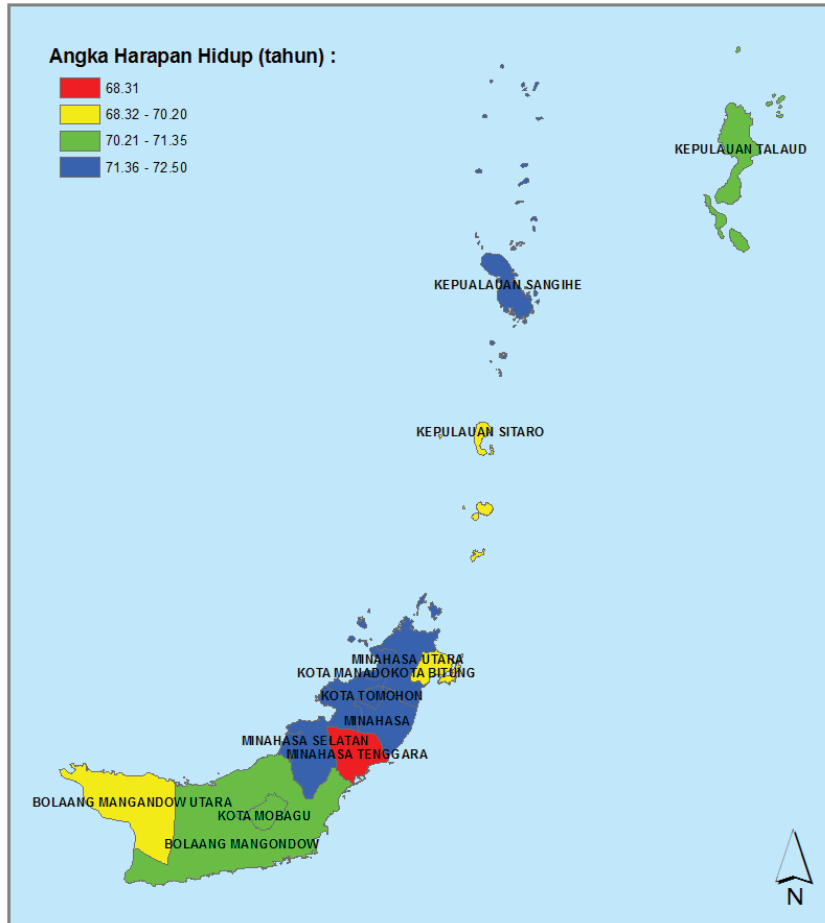 Angka Harapan Hidup (tahun) :
68.31
68.32 - 70.20
70.21 - 71.35
71.36 - 72.50
KEPULAUAN TALAUD
KEPUALAUAN SANGIHE
KEPULAUAN SITARO
MINAHASA UTARA
KOTA MANADO
KOTA BITUNG
KOTA TOMOHON
MINAHASA
MINAHASA SELATAN
MINAHASA TENGGARA
BOLAANG MANGANDOW UTARA
KOTA MOBAGU
BOLAANG MANGONDOW
N